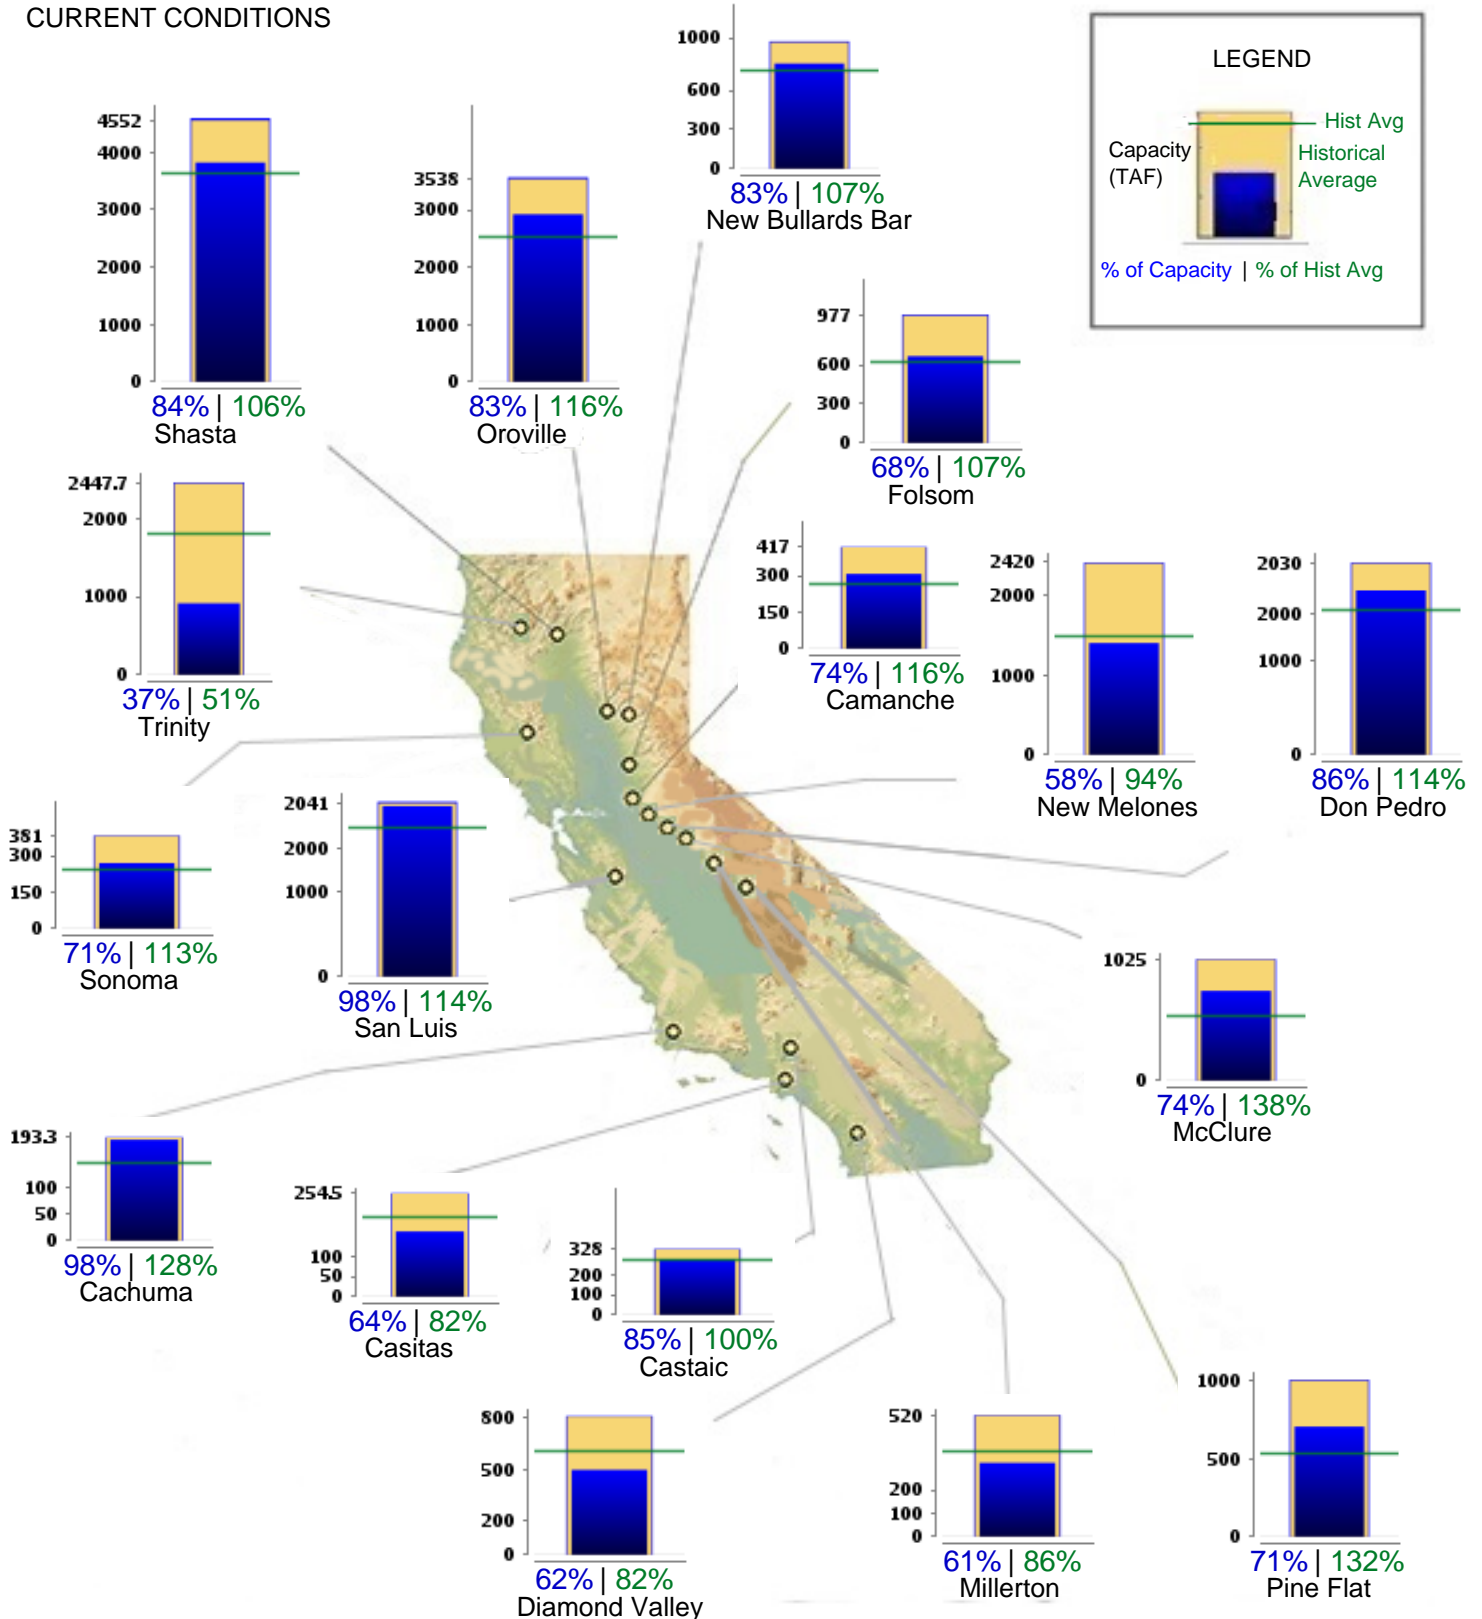 CURRENT CONDITIONS
1000
600
300
0
83% | 107%
New Bullards Bar
LEGEND
Hist Avg
Capacity
(TAF)
Historical
Average
% of Capacity | % of Hist Avg
4552
4000
3000
2000
1000
0
84% | 106%
Shasta
3538
3000
2000
1000
0
83% | 116%
Oroville
977
600
300
0
68% | 107%
Folsom
2447.7
2000
1000
0
37% | 51%
Trinity
417
300
150
0
74% | 116%
Camanche
2420
2000
1000
0
58% | 94%
New Melones
2030
2000
1000
0
86% | 114%
Don Pedro
381
300
150
0
71% | 113%
Sonoma
2041
2000
1000
0
98% | 114%
San Luis
1025
0
74% | 138%
McClure
193.3
100
50
0
98% | 128%
Cachuma
254.5
100
50
0
64% | 82%
Casitas
328
200
100
0
85% | 100%
Castaic
800
500
200
0
62% | 82%
Diamond Valley
520
200
100
0
61% | 86%
Millerton
1000
500
0
71% | 132%
Pine Flat